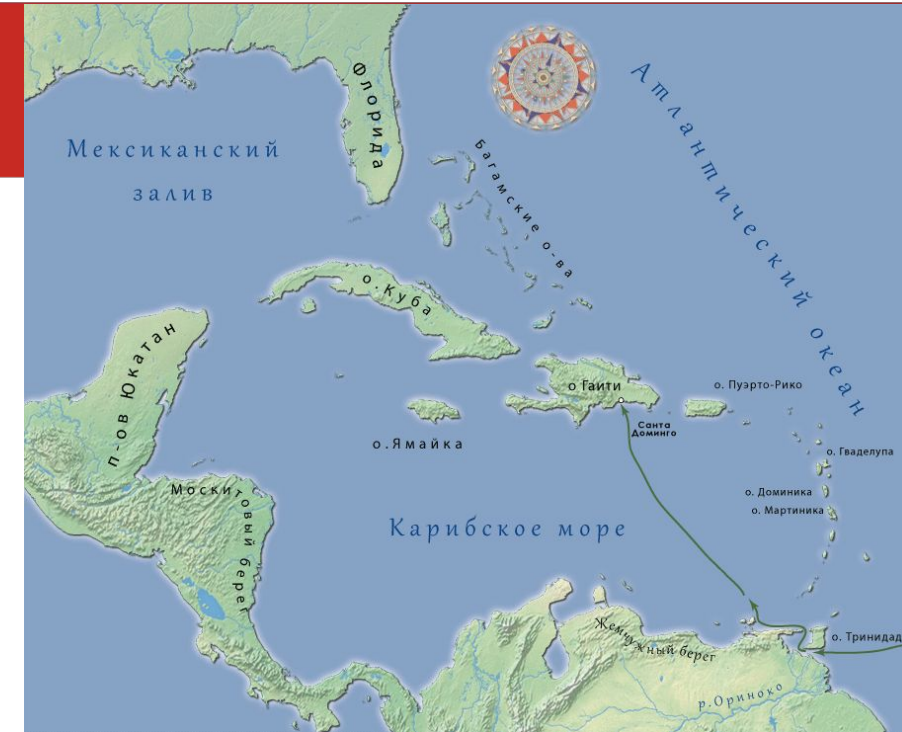 Флорида
Атлантический океан
Мексиканский
залив
Багамские о-ва
о.Куба
п-ов Юкатан
о Гаити
о. Пуэрто-Рико
Санта
Доминго
о.Ямайка
о. Гваделупа
Москитовый берег
о. Доминика
о. Мартиника
Карибское море
Жемчужный берег
о. Тринидад
р.Ориноко